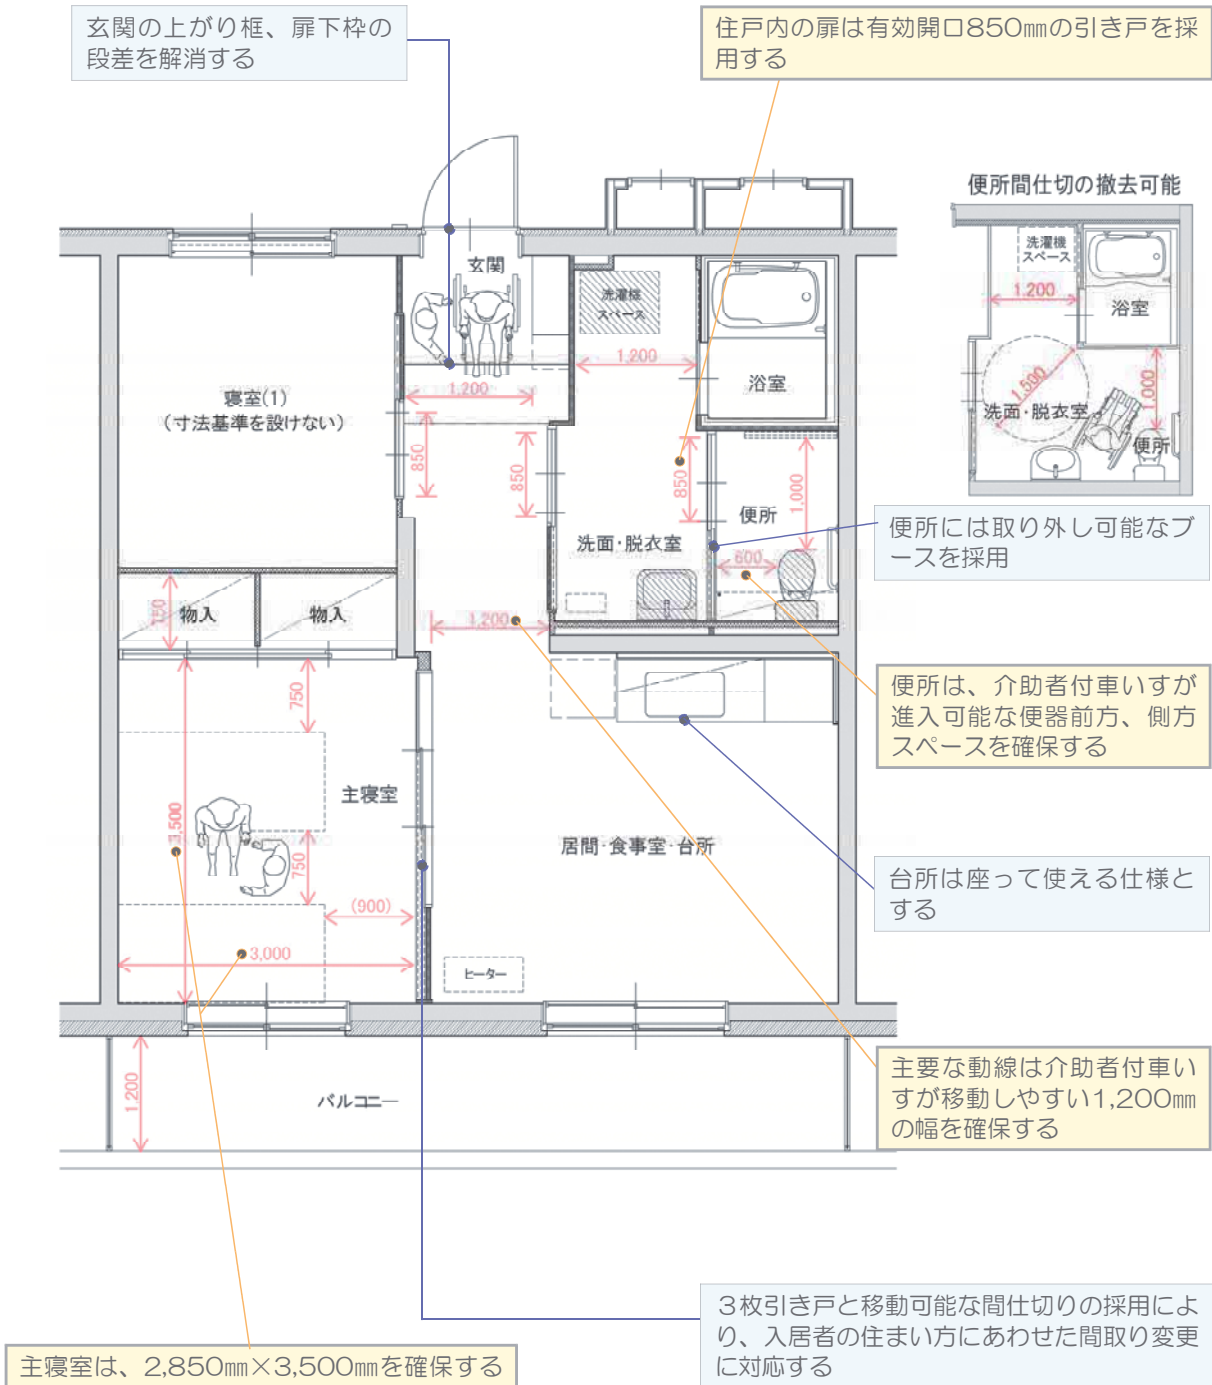 玄関の上がり框、扉下枠の
段差を解消する
住戸内の扉は有効開口850㎜の引き戸を採
用する
便所間仕切の撤去可能
洗濯機
スペース
1,200
浴室
1,500
1,000
洗面・脱衣室
便所
玄関
洗濯機
スペース
1,200
1,200
浴室
寝室(1)
(寸法基準を設けない)
850
850
850
1,000
便所
洗面・脱衣室
600
便所には取り外し可能なブ
ースを採用
物入
物入
1,200
750
便所は、介助者付車いすが
進入可能な便器前方、側方
スペースを確保する
主寝室
居間・食事室・台所
750
(900)
3,000
ヒーター
台所は座って使える仕様と
する
1,200
バルコニー
主要な動線は介助者付車い
すが移動しやすい1,200㎜
の幅を確保する
3枚引き戸と移動可能な間仕切りの採用によ
り、入居者の住まい方にあわせた間取り変更
に対応する
主寝室は、2,850㎜×3,500㎜を確保する